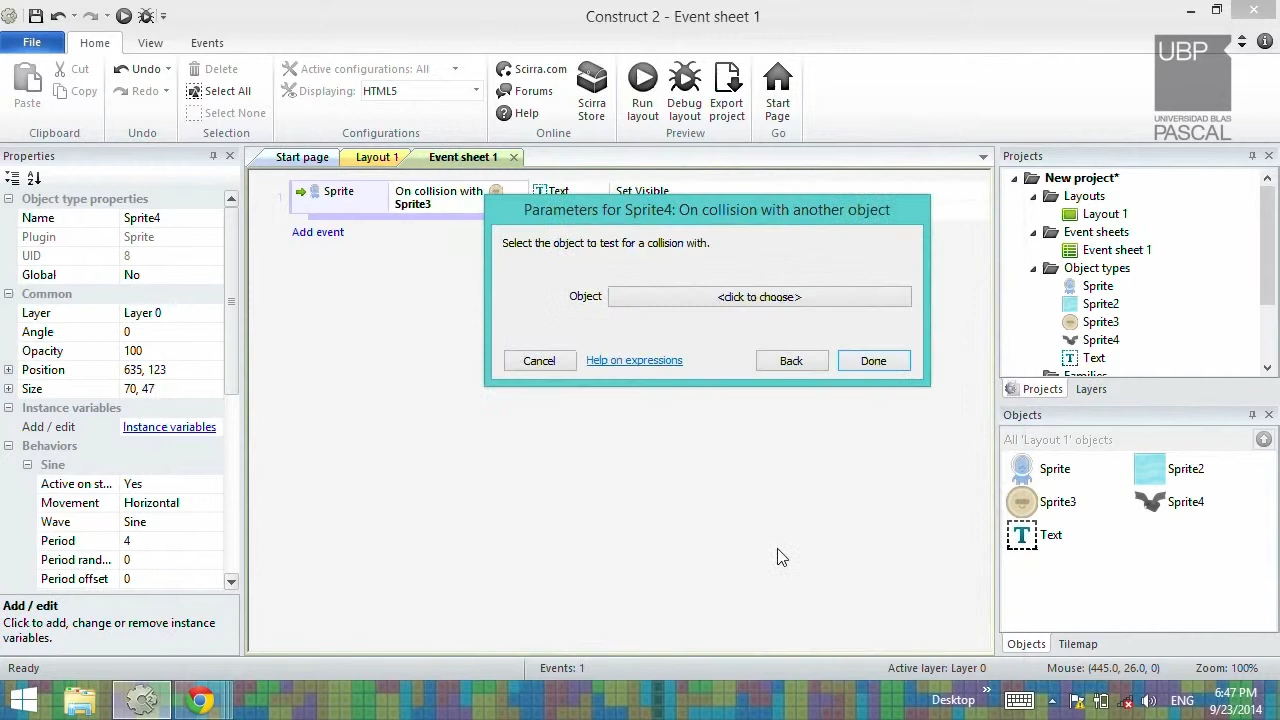 Construct 2 - Event sheet 1
File Home View Events
UBP
UNIVERSIDAD BLAS
PASCAL
Paste Cut Undo Delete Active configurations: All Scirra.com
Copy Redo Select All Displaying: HTML5 Forums
Select None Help Scirra Store Run layout Debug layout Export project Start Page
Clipboard Undo Selection Configurations Online Preview Go
Properties
Start page Layout 1 Event sheet 1
Projects
Object type properties
Name Sprite4
Plugin Sprite
UID 8
Global No
Common
Layer Layer 0
Angle 0
Opacity 100
Position 635, 123
Size 70, 47
Instance variables
Add / edit Instance variables
Behaviors
Sine
Active on st... Yes
Movement Horizontal
Wave Sine
Period 4
Period rand... 0
Period offset 0
Add / edit
Click to add, change or remove instance
variables.
1 Sprite On collision with Text Set Visible
Sprite3
Add event
Parameters for Sprite4: On collision with another object
Select the object to test for a collision with.
Object <click to choose>
Cancel Help on expressions Back Done
New project*
Layouts
Layout 1
Event sheets
Event sheet 1
Object types
Sprite
Sprite2
Sprite3
Sprite4
Text
Families
Projects Layers
Objects
All 'Layout 1' objects
Sprite Sprite2
Sprite3 Sprite4
Text
Objects Tilemap
Ready Events: 1 Active layer: Layer 0 Mouse: (445.0, 26.0, 0) Zoom: 100%
Desktop ENG 6:47 PM
9/23/2014